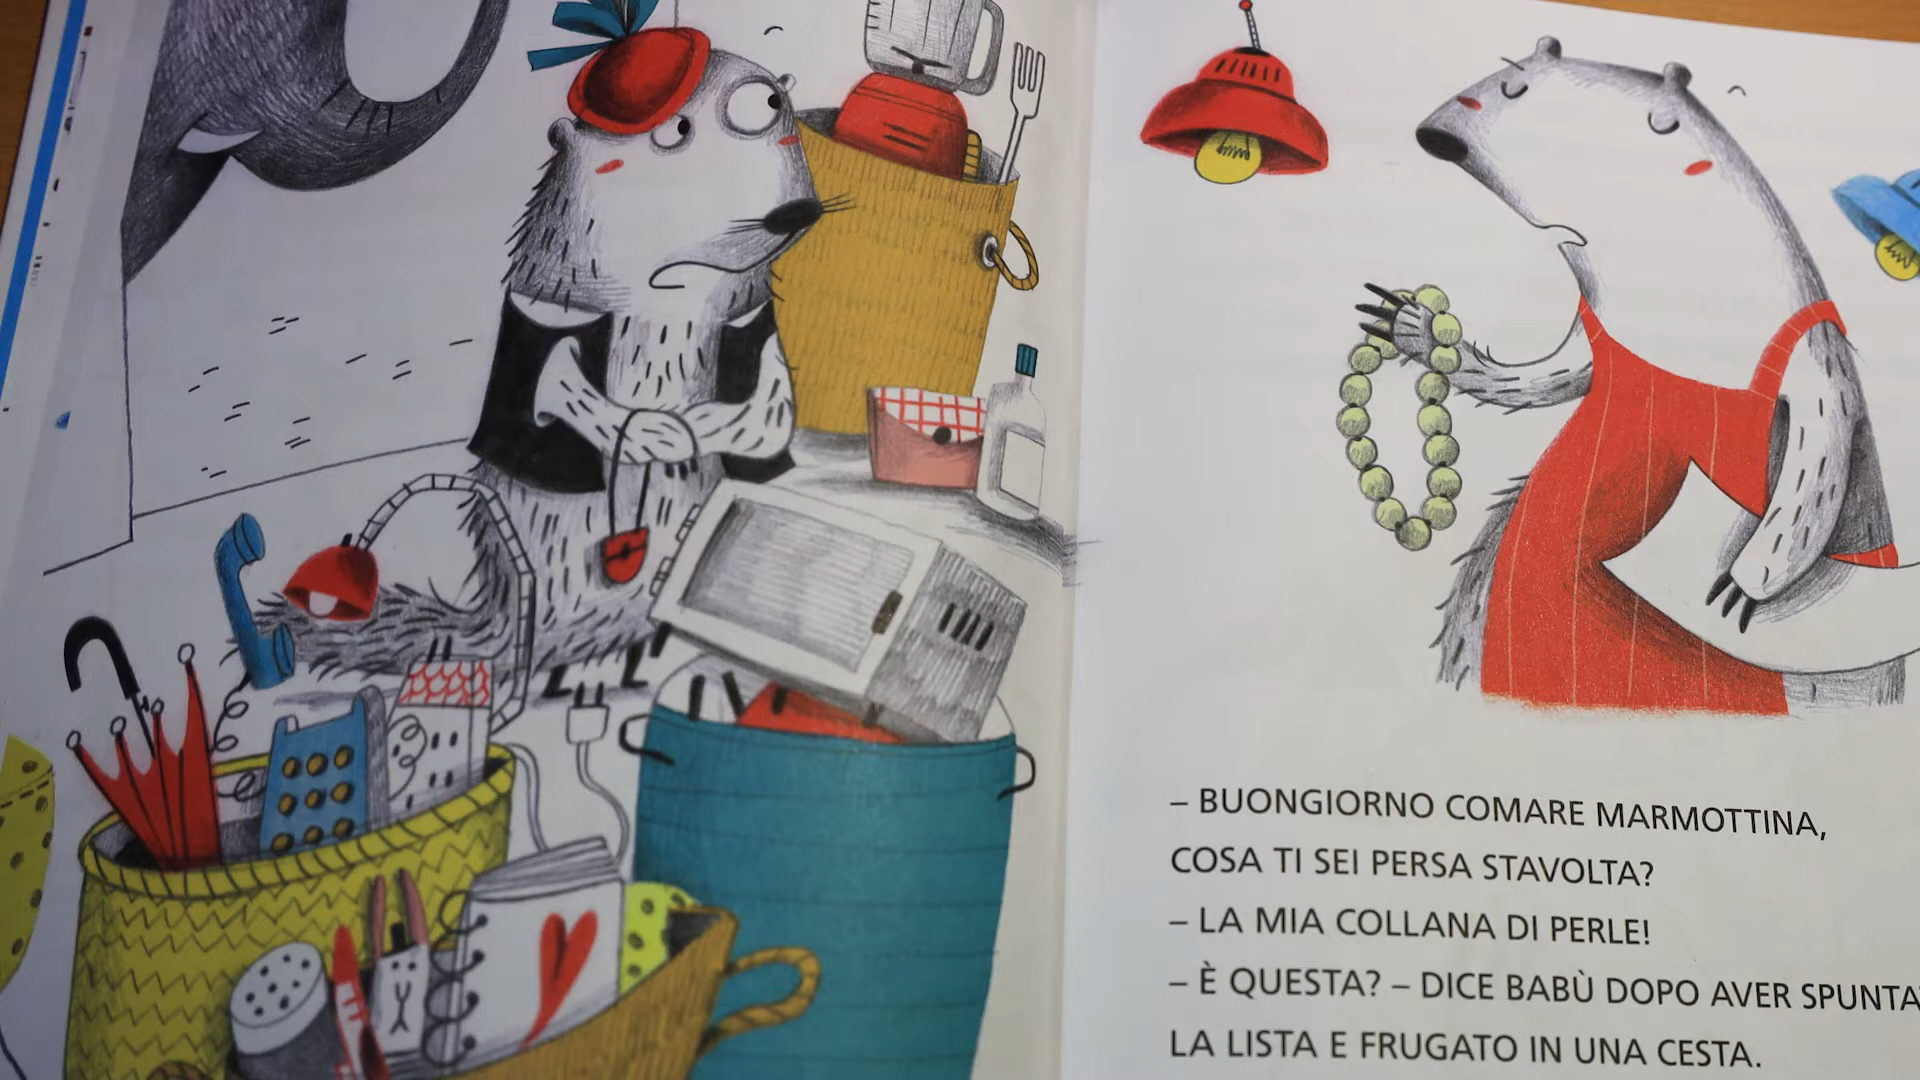 – BUONGIORNO COMARE MARMOTTINA,
COSA TI SEI PERSA STAVOLTA?
– LA MIA COLLANA DI PERLE!
– È QUESTA? – DICE BABÙ DOPO AVER
LA LISTA E FRUGATO IN UNA CESTA.